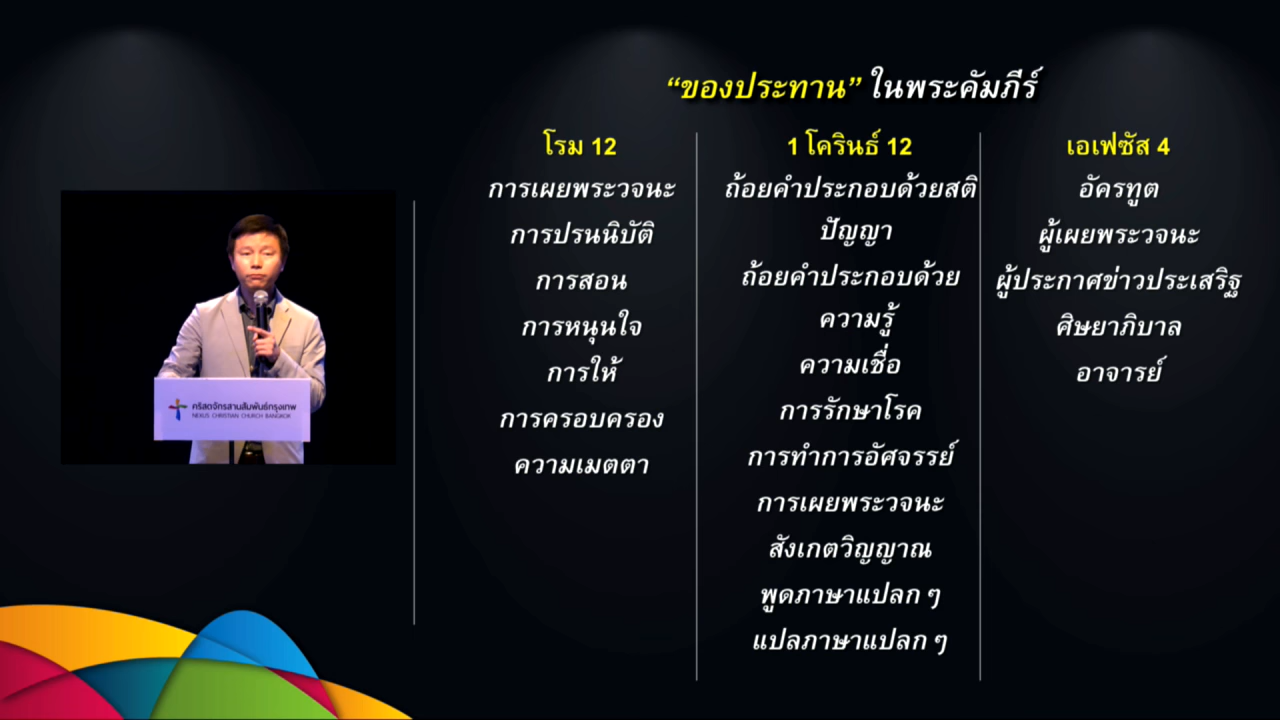 “ของประทาน” ในพระคัมภีร์
โรม 12
การเผยพระวจนะ
การปรนนิบัติ
การสอน
การหนุนใจ
การให้
การครอบครอง
ความเมตตา
1 โครินธ์ 12
ถ้อยคำประกอบด้วยสติ
ปัญญา
ถ้อยคำประกอบด้วย
ความรู้
ความเชื่อ
การรักษาโรค
การทำการอัศจรรย์
การเผยพระวจนะ
สังเกตวิญญาณ
พูดภาษาแปลก ๆ
แปลภาษาแปลก ๆ
เอเฟซัส 4
อัครทูต
ผู้เผยพระวจนะ
ผู้ประกาศข่าวประเสริฐ
ศิษยาภิบาล
อาจารย์
คริสตจักรสานสัมพันธ์กรุงเทพ
NEXUS CHRISTIAN CHURCH BANGKOK